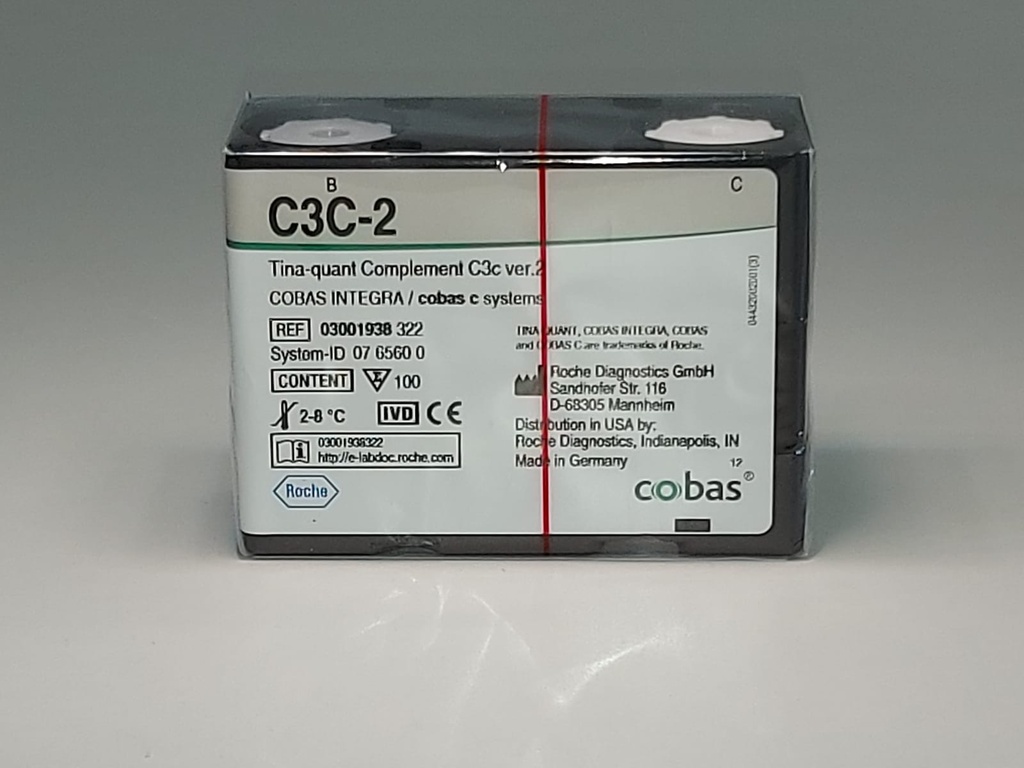 B
C
C3C-2
Tina-quant Complement C3c ver.2
COBAS INTEGRA / cobas c systems
REF 03001938 322
System-ID 07 6560 0
CONTENT Σ 100
2-8 °C IVD CE
03001938322
http://e-labdoc.roche.com
Roche
TINA QUANT, COBAS INTEGRA, COBAS
and COBAS C are trademarks of Roche.
Roche Diagnostics GmbH
Sandhofer Str. 116
D-68305 Mannheim
Distribution in USA by:
Roche Diagnostics, Indianapolis, IN
Made in Germany
12
cobas®